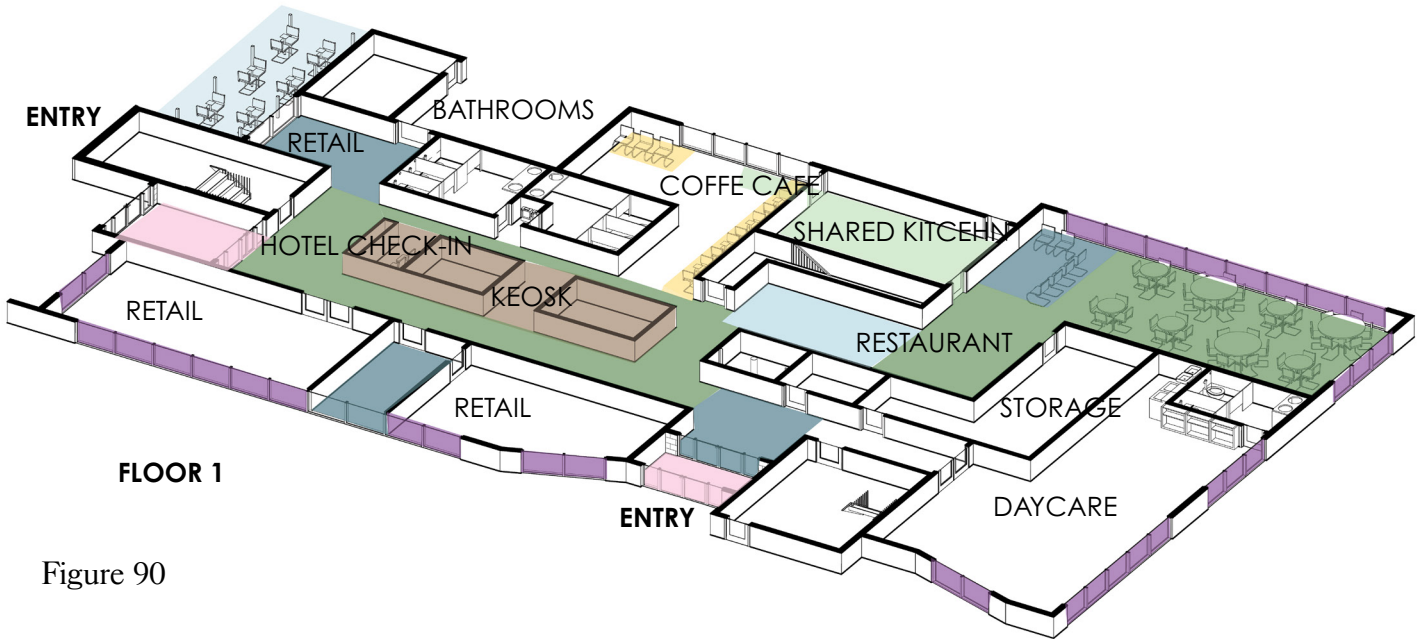 ENTRY
BATHROOMS
RETAIL
COFFE CAFE
SHARED KITCEHN
HOTEL CHECK-IN
KEOSK
RETAIL
RESTAURANT
RETAIL
STORAGE
FLOOR 1
DAYCARE
ENTRY
Figure 90